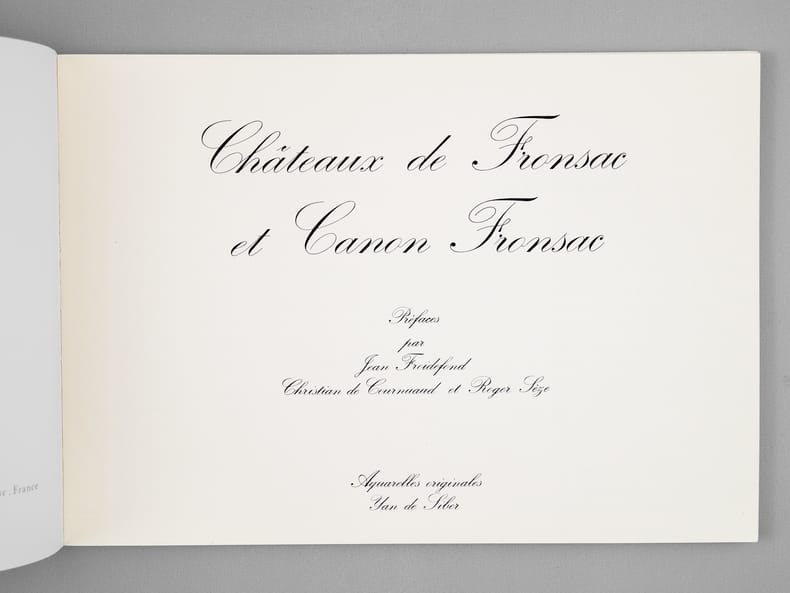 Châteaux de Fronsac
et Canon Fronsac
Préfaces
par
Jean Froidefond
Christian de Cournuaud et Roger Sèze
Aquarelles originales
Yan de Siber
France